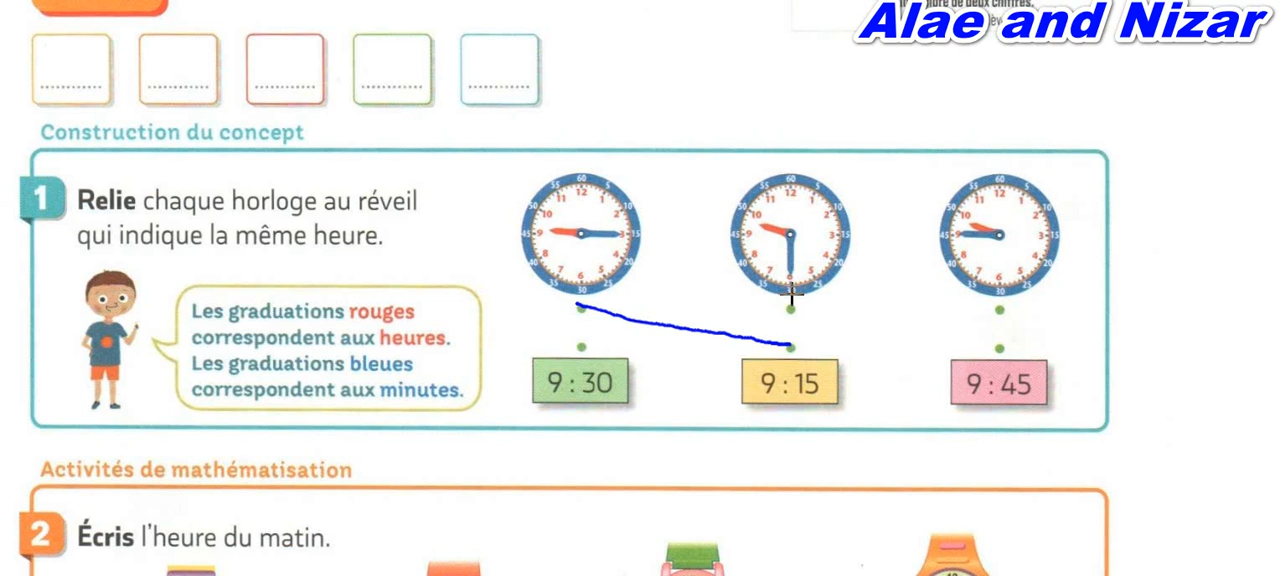 Alae and Nizar
Construction du concept
1 Relie chaque horloge au réveil
qui indique la même heure.
Les graduations rouges
correspondent aux heures.
Les graduations bleues
correspondent aux minutes.
9 : 30
9 : 15
9 : 45
Activités de mathématisation
2 Écris l'heure du matin.